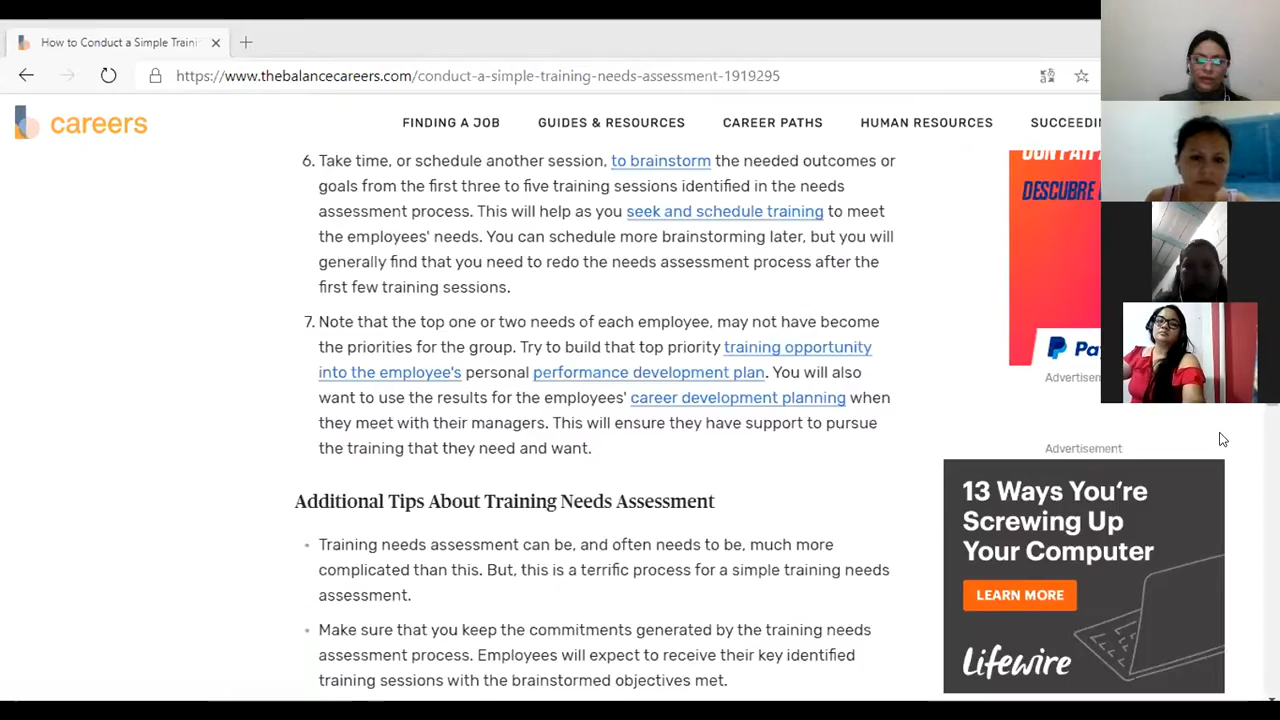 How to Conduct a Simple Traini
https://www.thebalancecareers.com/conduct-a-simple-training-needs-assessment-1919295
careers
FINDING A JOB GUIDES & RESOURCES CAREER PATHS HUMAN RESOURCES SUCCEEDI
6. Take time, or schedule another session, to brainstorm the needed outcomes or
goals from the first three to five training sessions identified in the needs
assessment process. This will help as you seek and schedule training to meet
the employees' needs. You can schedule more brainstorming later, but you will
generally find that you need to redo the needs assessment process after the
first few training sessions.
7. Note that the top one or two needs of each employee, may not have become
the priorities for the group. Try to build that top priority training opportunity
into the employee's personal performance development plan. You will also
want to use the results for the employees' career development planning when
they meet with their managers. This will ensure they have support to pursue
the training that they need and want.
Additional Tips About Training Needs Assessment
• Training needs assessment can be, and often needs to be, much more
complicated than this. But, this is a terrific process for a simple training needs
assessment.
• Make sure that you keep the commitments generated by the training needs
assessment process. Employees will expect to receive their key identified
training sessions with the brainstormed objectives met.
DESCUBRE
Pay
Advertisem
Advertisement
13 Ways You're
Screwing Up
Your Computer
LEARN MORE
Lifewire